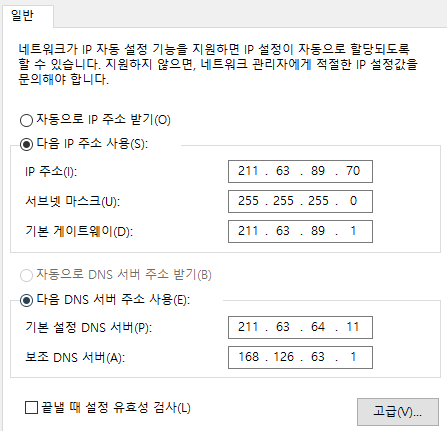 일반
네트워크가 IP 자동 설정 기능을 지원하면 IP 설정이 자동으로 할당되도록
할 수 있습니다. 지원하지 않으면, 네트워크 관리자에게 적절한 IP 설정값을
문의해야 합니다.
자동으로 IP 주소 받기(O)
다음 IP 주소 사용(S):
IP 주소(I): 211 . 63 . 89 . 70
서브넷 마스크(U): 255 . 255 . 255 . 0
기본 게이트웨이(D): 211 . 63 . 89 . 1
자동으로 DNS 서버 주소 받기(B)
다음 DNS 서버 주소 사용(E):
기본 설정 DNS 서버(P): 211 . 63 . 64 . 11
보조 DNS 서버(A): 168 . 126 . 63 . 1
끝낼 때 설정 유효성 검사(L)
고급(V)...